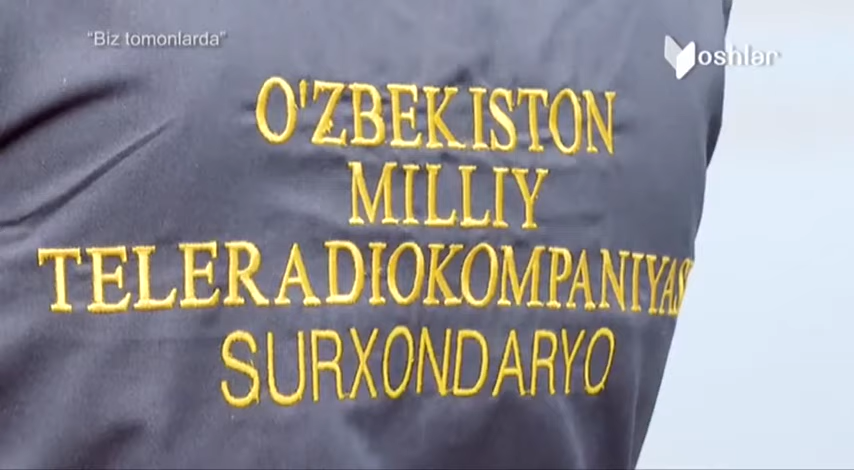 "Biz tomonlarda"
Yoshlar
O'ZBEKISTON
MILLIY
TELERADIOKOMPANIYASI
SURXONDARYO